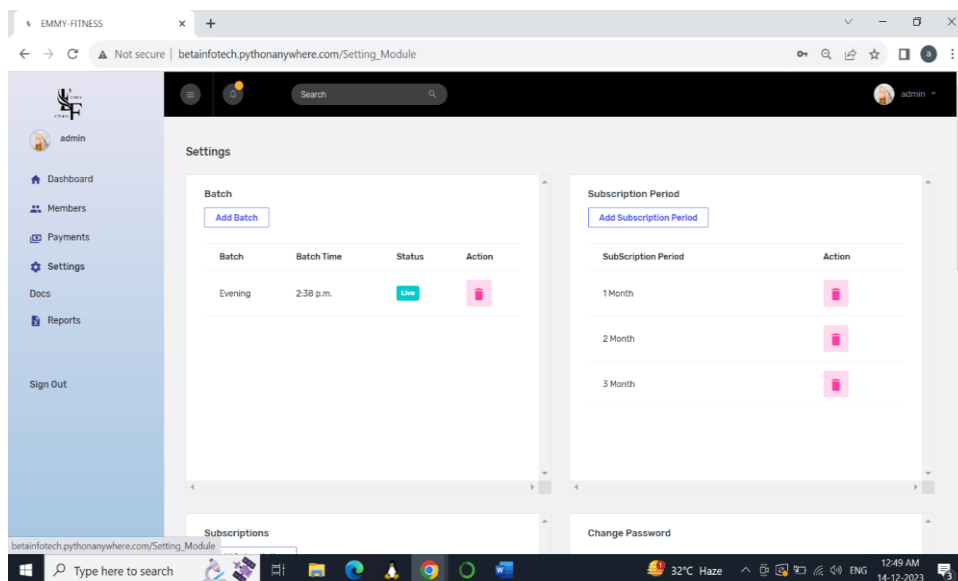 EMMY-FITNESS
Not secure | betainfotech.pythonanywhere.com/Setting_Module
a
Search
admin
admin
Settings
Dashboard
Members
Payments
Settings
Docs
Reports
Sign Out
Batch
Add Batch
Batch Batch Time Status Action
Evening 2:38 p.m. Live
Subscription Period
Add Subscription Period
SubScription Period Action
1 Month
2 Month
3 Month
Subscriptions
Change Password
betainfotech.pythonanywhere.com/Setting_Module
Type here to search
32°C Haze
ENG
12:49 AM
14-12-2023